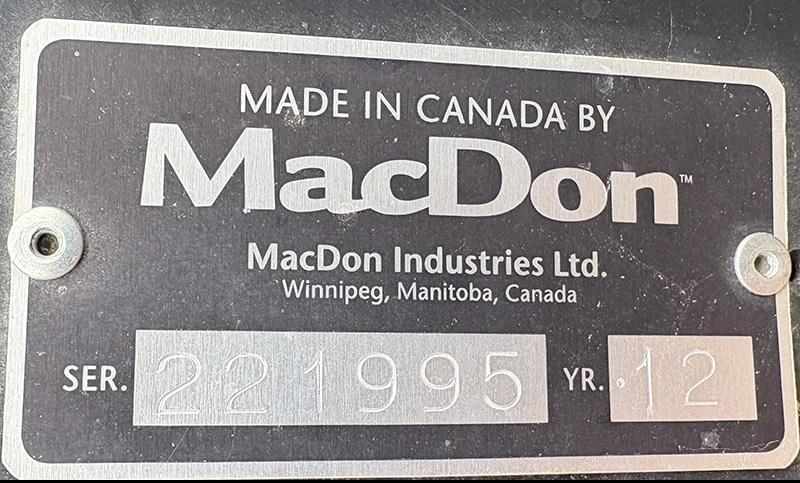 MADE IN CANADA BY
MacDon™
MacDon Industries Ltd.
Winnipeg, Manitoba, Canada
SER. 221995 YR. 12